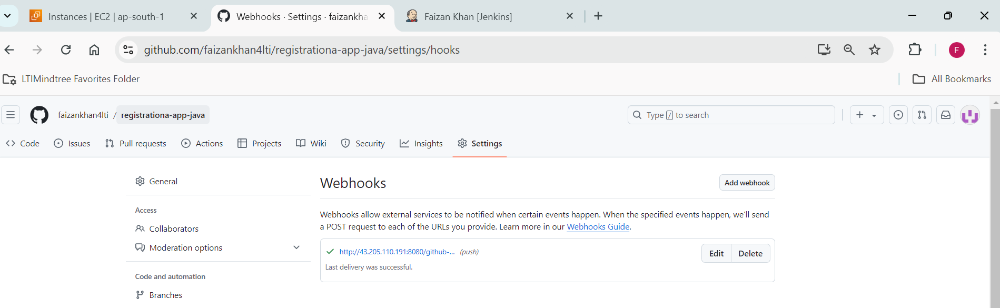 Instances | EC2 | ap-south-1
Webhooks · Settings · faizankha
Faizan Khan [Jenkins]
github.com/faizankhan4lti/registrationa-app-java/settings/hooks
F
LTIMindtree Favorites Folder
All Bookmarks
faizankhan4lti / registrationa-app-java
Type / to search
Code
Issues
Pull requests
Actions
Projects
Wiki
Security
Insights
Settings
General
Access
Collaborators
Moderation options
Code and automation
Branches
Webhooks
Add webhook
Webhooks allow external services to be notified when certain events happen. When the specified events happen, we'll send
a POST request to each of the URLs you provide. Learn more in our Webhooks Guide.
http://43.205.110.191:8080/github-... (push)
Edit
Delete
Last delivery was successful.